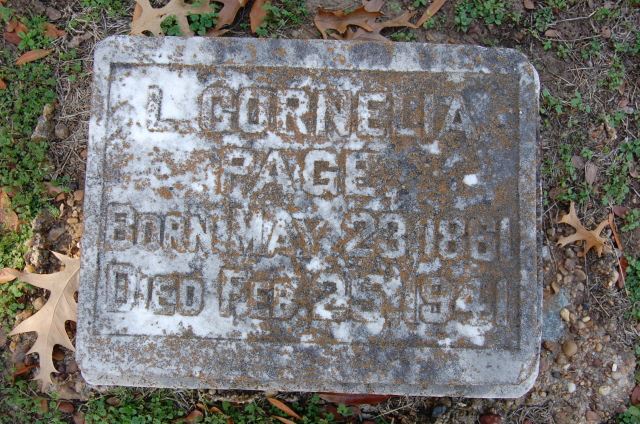 L. CORNELIA
PAGE
BORN MAY 23, 1861
DIED FEB. 25, 1941